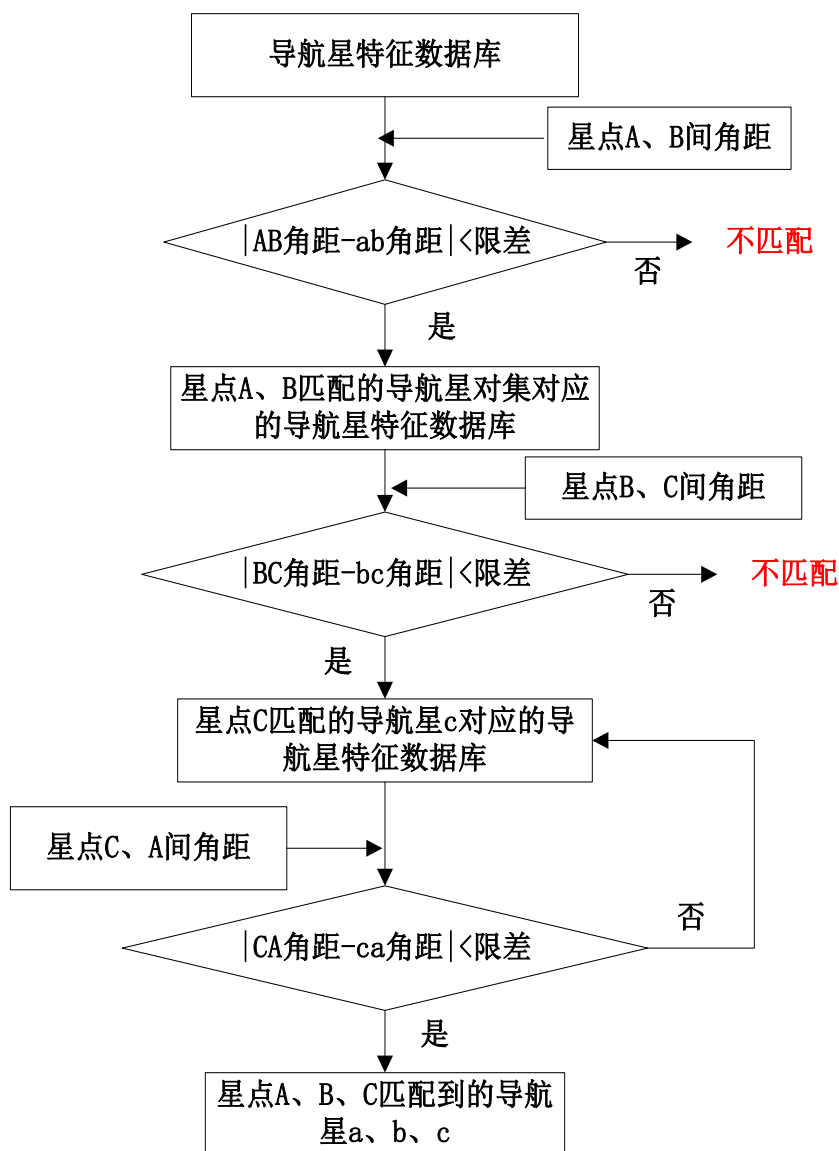 导航星特征数据库
星点A、B间角距
|AB角距-ab角距|<限差
不匹配
否
是
星点A、B匹配的导航星对集对应
的导航星特征数据库
星点B、C间角距
|BC角距-bc角距|<限差
不匹配
否
是
星点C匹配的导航星c对应的导
航星特征数据库
星点C、A间角距
否
|CA角距-ca角距|<限差
是
星点A、B、C匹配到的导航
星a、b、c